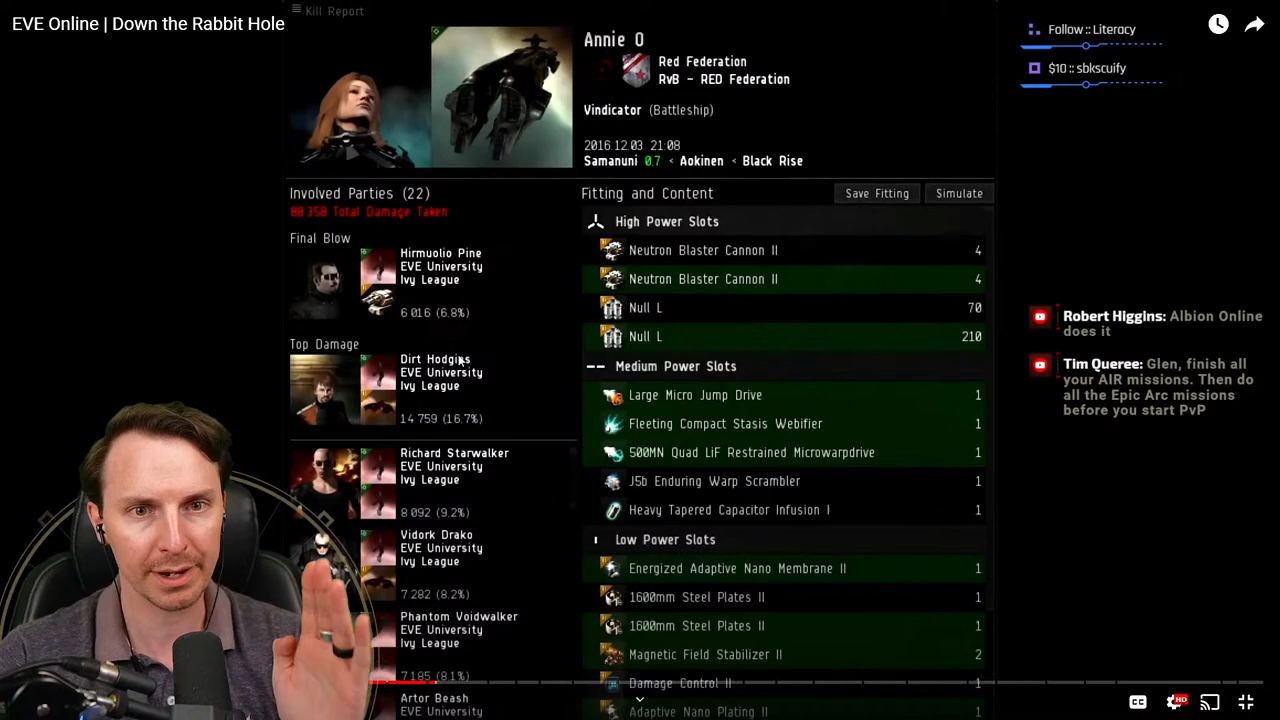 EVE Online | Down the Rabbit Hole
Kill Report
Annie O
Red Federation
RvB - RED Federation
Vindicator (Battleship)
2016.12.03 21:08
Samanuni 0.7 < Aokinen < Black Rise
Involved Parties (22)
88 358 Total Damage Taken
Final Blow
Hirmuolio Pine
EVE University
Ivy League
6 016 (6.8%)
Top Damage
Dirt Hodgins
EVE University
Ivy League
14 759 (16.7%)
Richard Starwalker
EVE University
Ivy League
8 092 (9.2%)
Vidork Drako
EVE University
Ivy League
7 282 (8.2%)
Phantom Voidwalker
EVE University
Ivy League
7 185 (8.1%)
Artor Beash
EVE University
Fitting and Content
Save Fitting
Simulate
High Power Slots
Neutron Blaster Cannon II 4
Neutron Blaster Cannon II 4
Null L 70
Null L 210
Medium Power Slots
Large Micro Jump Drive 1
Fleeting Compact Stasis Webifier 1
500MN Quad LiF Restrained Microwarpdrive 1
J5b Enduring Warp Scrambler 1
Heavy Tapered Capacitor Infusion I 1
Low Power Slots
Energized Adaptive Nano Membrane II 1
1600mm Steel Plates II 1
1600mm Steel Plates II 1
Magnetic Field Stabilizer II 2
Damage Control II 1
Adaptive Nano Plating II 1
Follow :: Literacy
$10 :: sbkscuify
Robert Higgins: Albion Online
does it
Tim Queree: Glen, finish all
your AIR missions. Then do
all the Epic Arc missions
before you start PvP
CC
HD